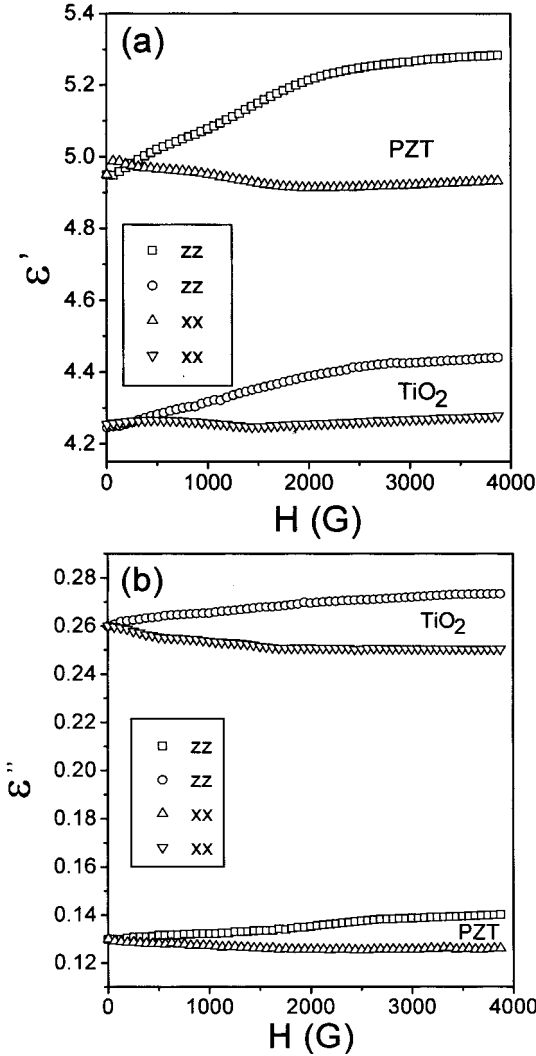 (a)
5.4
5.2
5.0
4.8
4.6
4.4
4.2
ε'
PZT
zz
zz
xx
xx
TiO2
0 1000 2000 3000 4000
H (G)
(b)
0.28
0.26
0.24
0.22
0.20
0.18
0.16
0.14
0.12
ε"
TiO2
zz
zz
xx
xx
PZT
0 1000 2000 3000 4000
H (G)